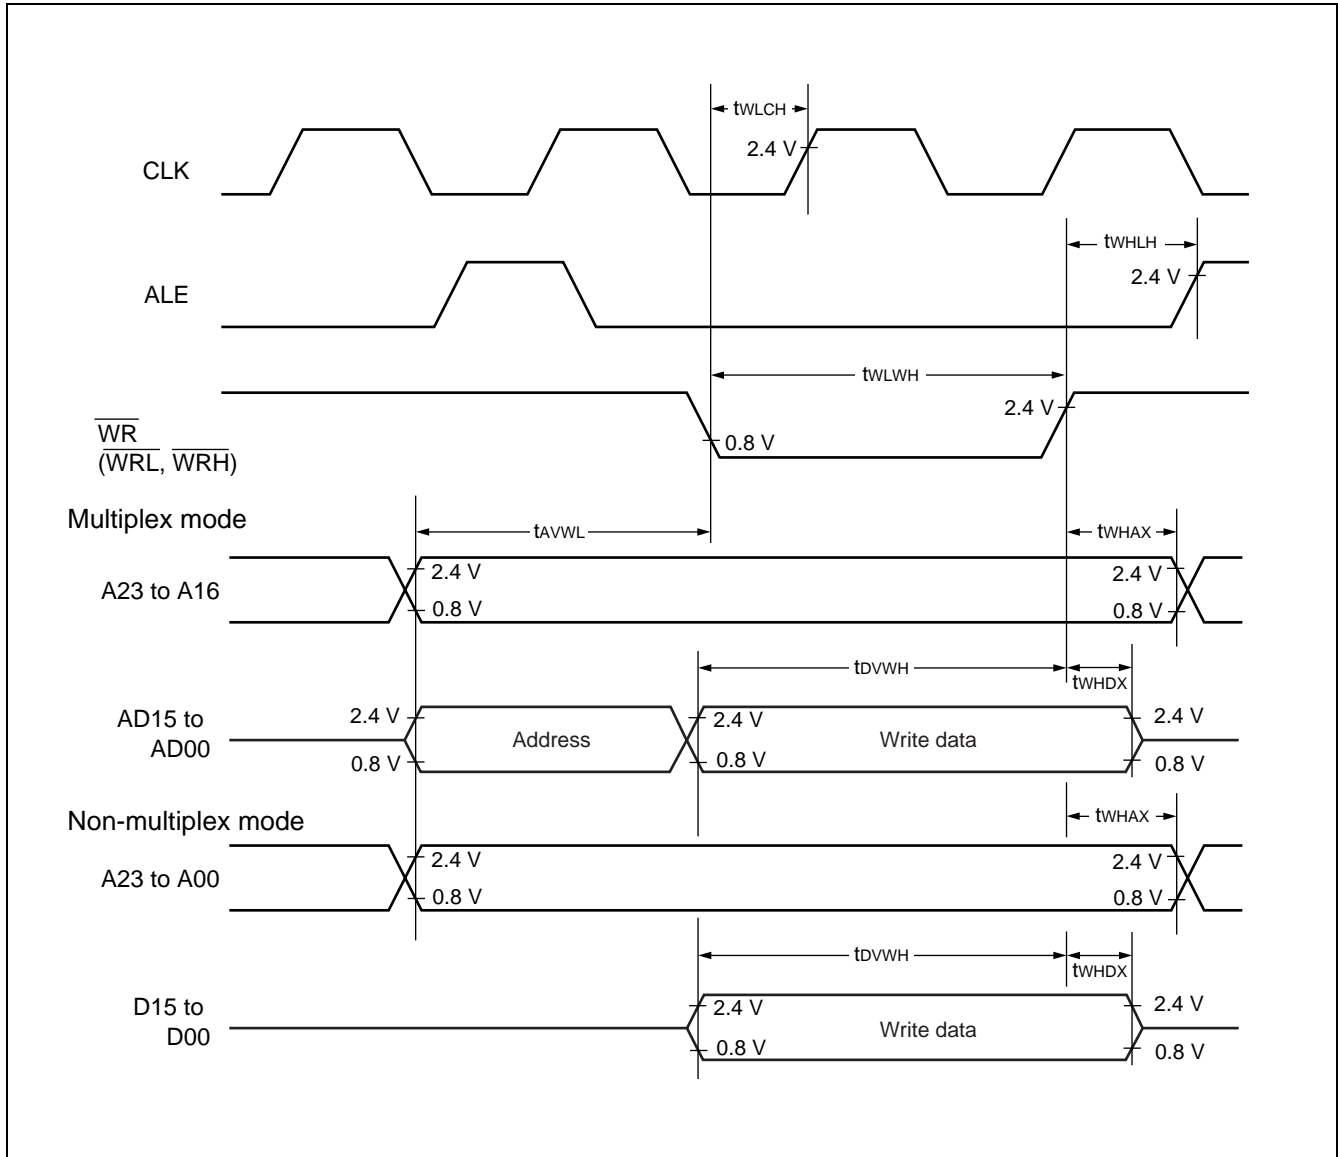 tWLCH
2.4 V
CLK
tWHLH
2.4 V
ALE
tWLWH
2.4 V
0.8 V
W̅R̅
(W̅R̅L̅, W̅R̅H̅)
Multiplex mode
tAVWL
tWHAX
2.4 V
2.4 V
A23 to A16
0.8 V
0.8 V
tDVWH
tWHDX
AD15 to
AD00
2.4 V
2.4 V
2.4 V
Address
Write data
0.8 V
0.8 V
0.8 V
Non-multiplex mode
tWHAX
2.4 V
2.4 V
A23 to A00
0.8 V
0.8 V
tDVWH
tWHDX
D15 to
D00
2.4 V
2.4 V
Write data
0.8 V
0.8 V